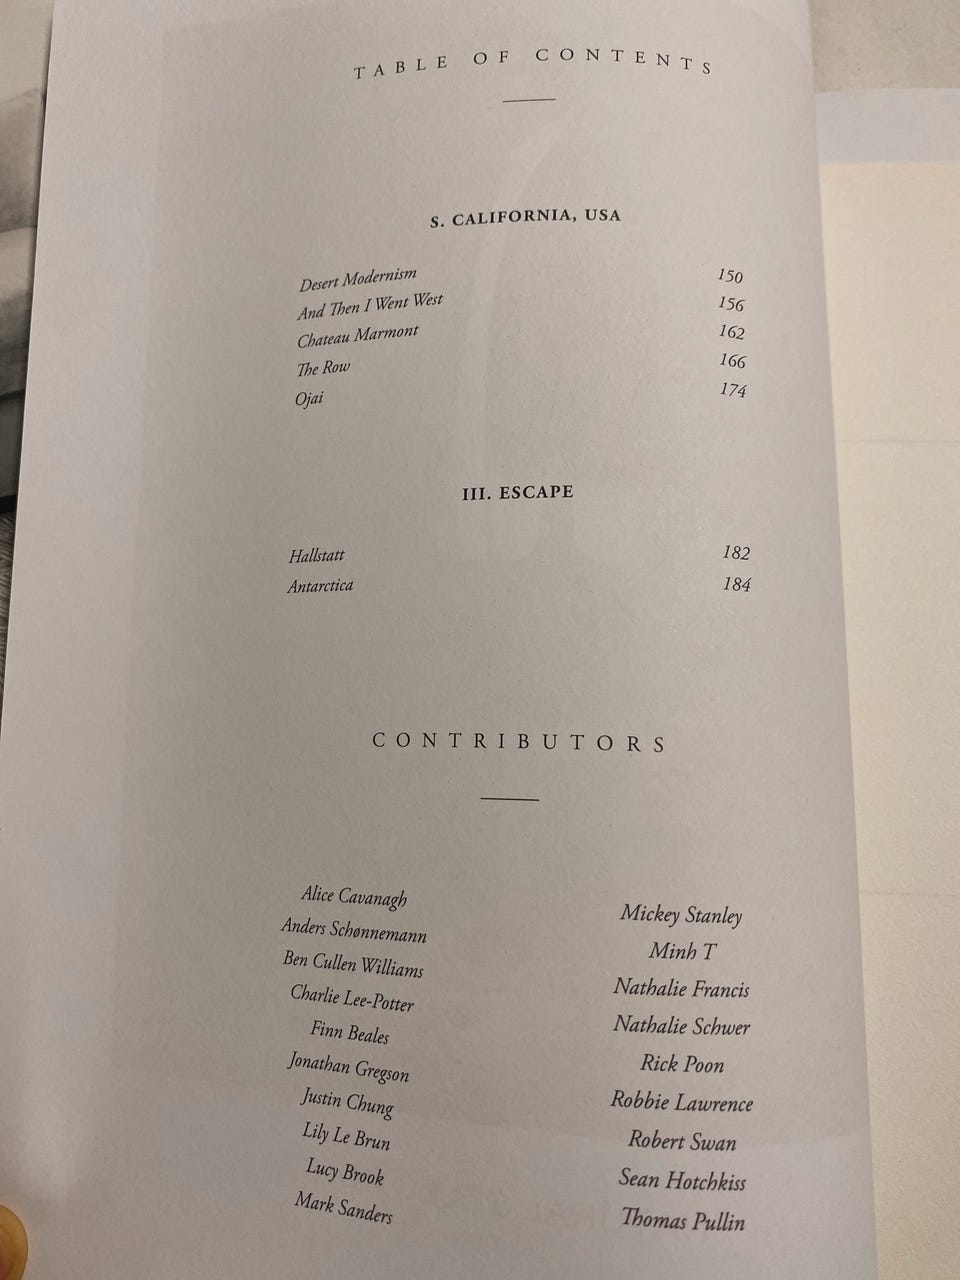 TABLE OF CONTENTS
S. CALIFORNIA, USA
Desert Modernism 150
And Then I Went West 156
Chateau Marmont 162
The Row 166
Ojai 174
III. ESCAPE
Hallstatt 182
Antarctica 184
CONTRIBUTORS
Alice Cavanagh
Anders Schønnemann
Ben Cullen Williams
Charlie Lee-Potter
Finn Beales
Jonathan Gregson
Justin Chung
Lily Le Brun
Lucy Brook
Mark Sanders
Mickey Stanley
Minh T
Nathalie Francis
Nathalie Schwer
Rick Poon
Robbie Lawrence
Robert Swan
Sean Hotchkiss
Thomas Pullin